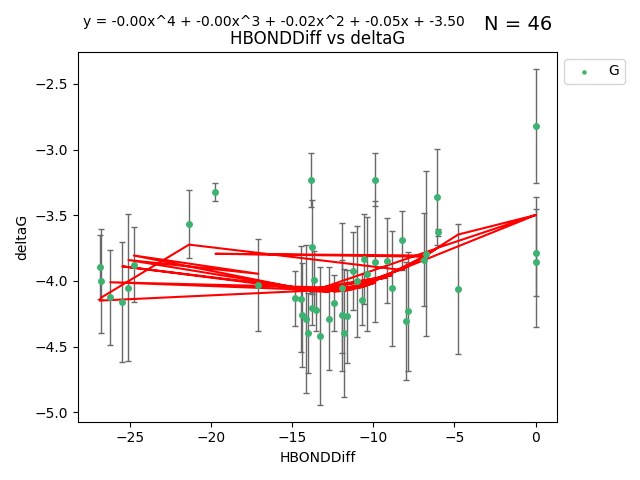 y = -0.00x^4 + -0.00x^3 + -0.02x^2 + -0.05x + -3.50
N = 46
HBONDDiff vs deltaG
G
deltaG
−2.5
−3.0
−3.5
−4.0
−4.5
−5.0
−25
−20
−15
−10
−5
0
HBONDDiff